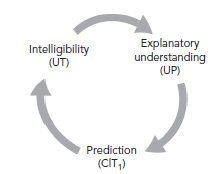 Intelligibility
(UT)
Explanatory
understanding
(UP)
Prediction
(CIT₁)